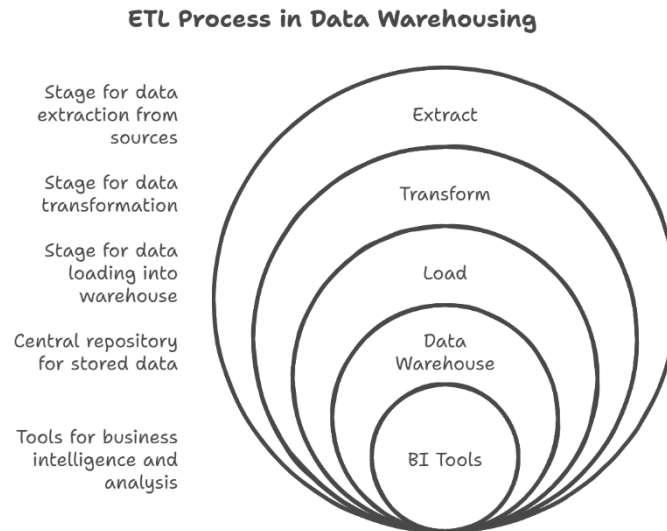 ETL Process in Data Warehousing
Stage for data
extraction from
sources
Extract
Stage for data
transformation
Transform
Stage for data
loading into
warehouse
Load
Central repository
for stored data
Data
Warehouse
Tools for business
intelligence and
analysis
BI Tools